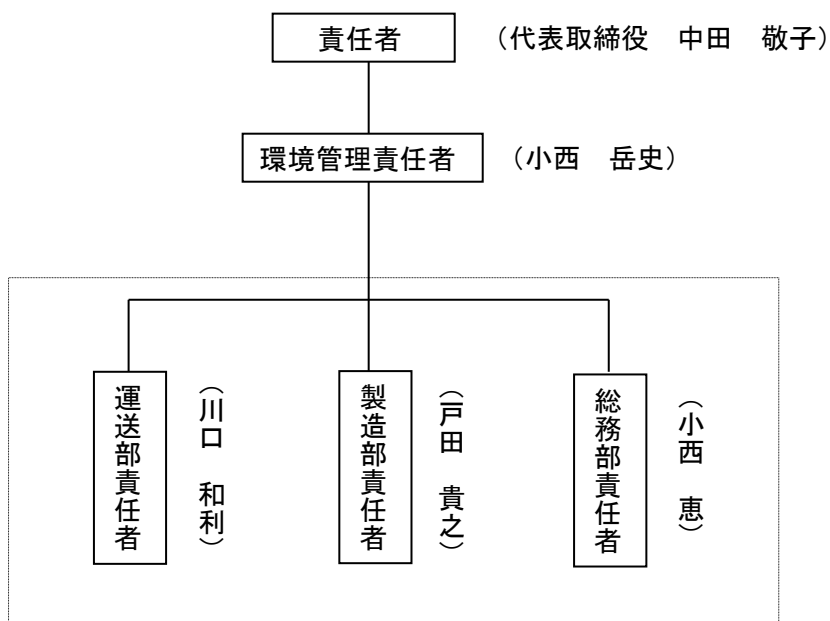 責任者　（代表取締役　中田　敬子）
環境管理責任者　（小西　岳史）
運送部責任者
（川口　和利）
製造部責任者
（戸田　貴之）
総務部責任者
（小西　恵）